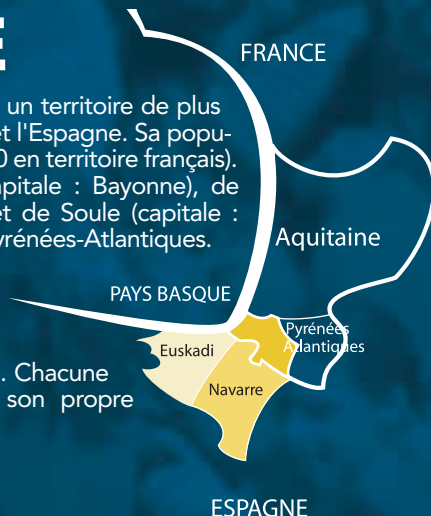 E
FRANCE
un territoire de plus
et l'Espagne. Sa popu-
0 en territoire français).
apitale : Bayonne), de
et de Soule (capitale :
yrénées-Atlantiques.
Aquitaine
PAYS BASQUE
Pyrénées
Atlantiques
Euskadi
. Chacune
Navarre
son propre
ESPAGNE